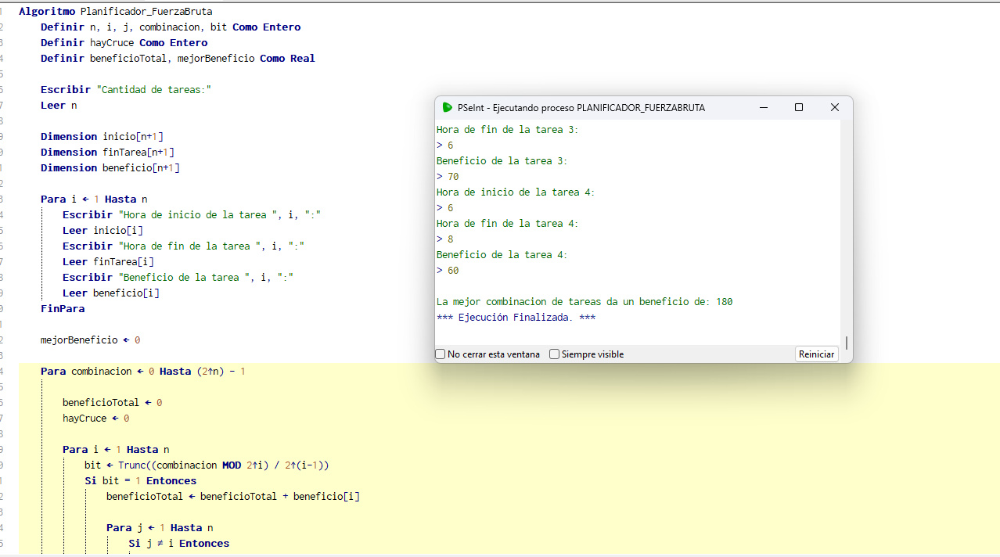 Algoritmo Planificador_FuerzaBruta
Definir n, i, j, combinacion, bit Como Entero
Definir hayCruce Como Entero
Definir beneficioTotal, mejorBeneficio Como Real
Escribir "Cantidad de tareas:"
Leer n
Dimension inicio[n+1]
Dimension finTarea[n+1]
Dimension beneficio[n+1]
Para i ← 1 Hasta n
Escribir "Hora de inicio de la tarea ", i, ":"
Leer inicio[i]
Escribir "Hora de fin de la tarea ", i, ":"
Leer finTarea[i]
Escribir "Beneficio de la tarea ", i, ":"
Leer beneficio[i]
FinPara
mejorBeneficio ← 0
Para combinacion ← 0 Hasta (2↑n) - 1
beneficioTotal ← 0
hayCruce ← 0
Para i ← 1 Hasta n
bit ← Trunc((combinacion MOD 2↑i) / 2↑(i-1))
Si bit = 1 Entonces
beneficioTotal ← beneficioTotal + beneficio[i]
Para j ← 1 Hasta n
Si j ≠ i Entonces
PSeInt - Ejecutando proceso PLANIFICADOR_FUERZABRUTA
Hora de fin de la tarea 3:
> 6
Beneficio de la tarea 3:
> 70
Hora de inicio de la tarea 4:
> 6
Hora de fin de la tarea 4:
> 8
Beneficio de la tarea 4:
> 60
La mejor combinacion de tareas da un beneficio de: 180
*** Ejecución Finalizada. ***
No cerrar esta ventana Siempre visible Reiniciar